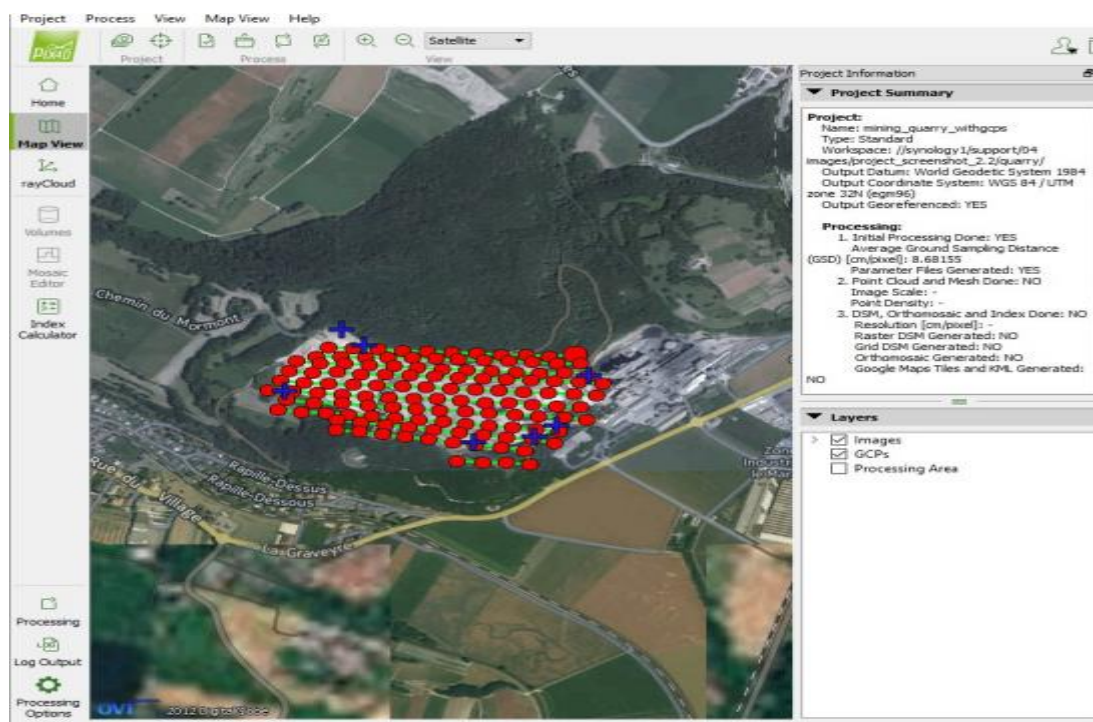 Project Process View Map View Help
Pix4D
Project
Process
Satellite
View
Home
Map View
rayCloud
Volumes
Mosaic
Editor
Index
Calculator
Processing
Log Output
Processing
Options
Chemin du Mormont
Rapille-Dessus
Rapille-Dessous
Rue du Village
La Graveyre
Zone
Industri
OVI
2012 DigitalGlobe
Project Information
Project Summary
Project:
Name: mining_quarry_withgcps
Type: Standard
Workspace: //synology1/support/04
images/project_screenshot_2.2/quarry/
Output Datum: World Geodetic System 1984
Output Coordinate System: WGS 84 / UTM
zone 32N (egm96)
Output Georeferenced: YES
Processing:
1. Initial Processing Done: YES
Average Ground Sampling Distance
(GSD) [cm/pixel]: 8.68155
Parameter Files Generated: YES
2. Point Cloud and Mesh Done: NO
Image Scale: -
Point Density: -
3. DSM, Orthomosaic and Index Done: NO
Resolution [cm/pixel]: -
Raster DSM Generated: NO
Grid DSM Generated: NO
Orthomosaic Generated: NO
Google Maps Tiles and KML Generated:
NO
Layers
Images
GCPs
Processing Area